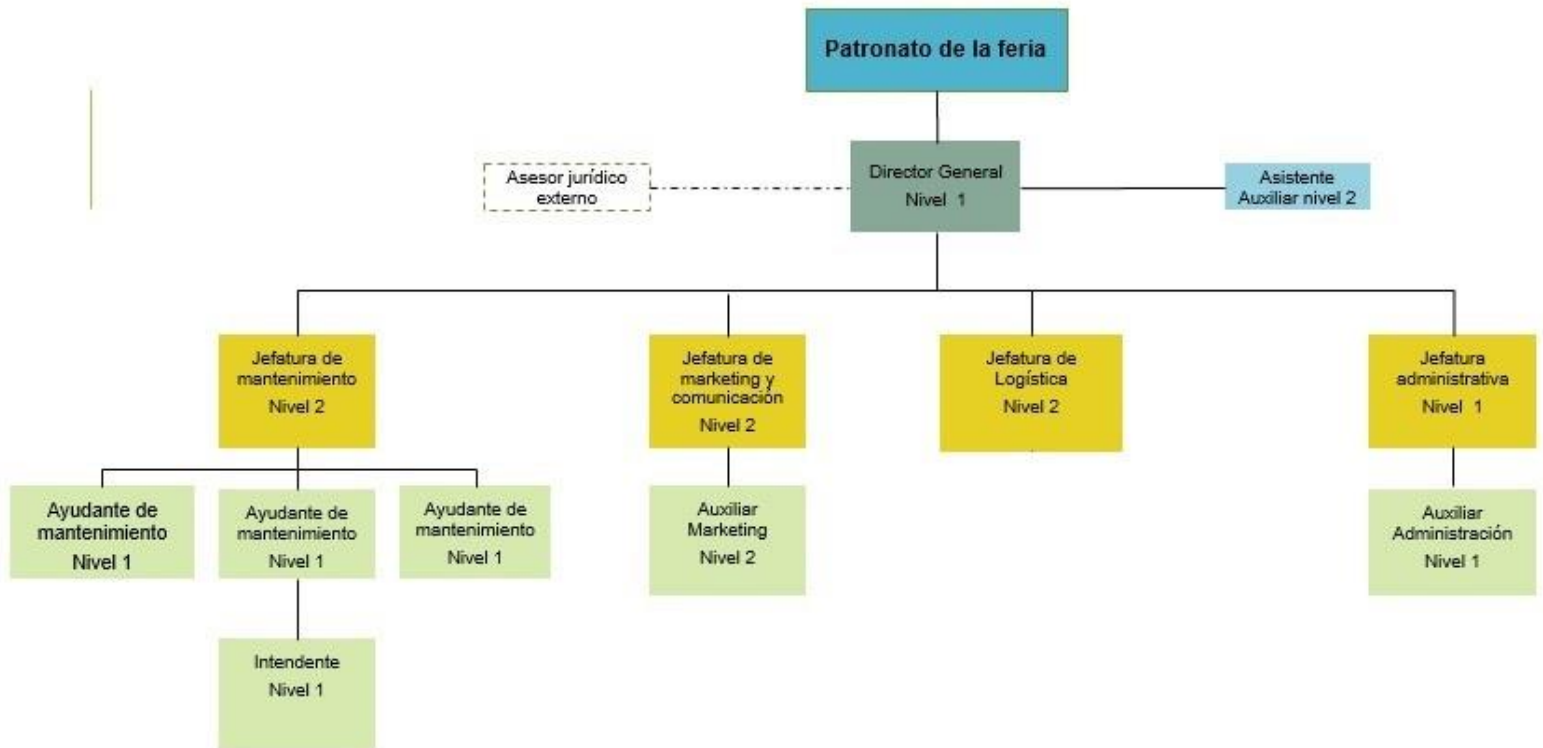 Patronato de la feria
Asesor jurídico
externo
Director General
Nivel 1
Asistente
Auxiliar nivel 2
Jefatura de
mantenimiento
Nivel 2
Jefatura de
marketing y
comunicación
Nivel 2
Jefatura de
Logística
Nivel 2
Jefatura
administrativa
Nivel 1
Ayudante de
mantenimiento
Nivel 1
Ayudante de
mantenimiento
Nivel 1
Ayudante de
mantenimiento
Nivel 1
Auxiliar
Marketing
Nivel 2
Auxiliar
Administración
Nivel 1
Intendente
Nivel 1